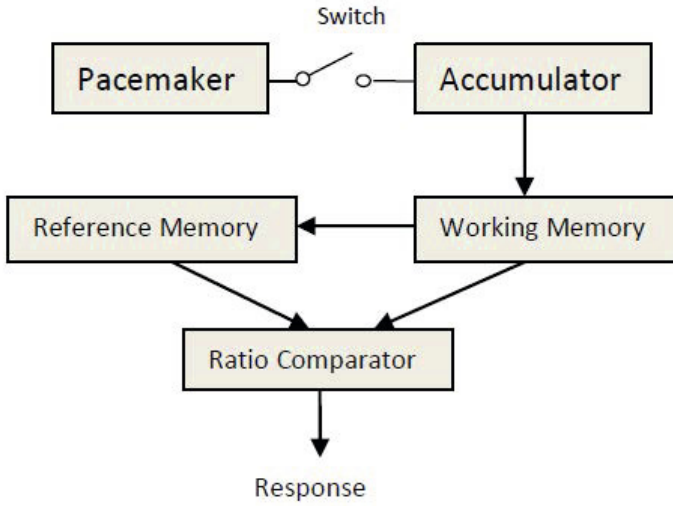 Switch
Pacemaker
Accumulator
Reference Memory
Working Memory
Ratio Comparator
Response